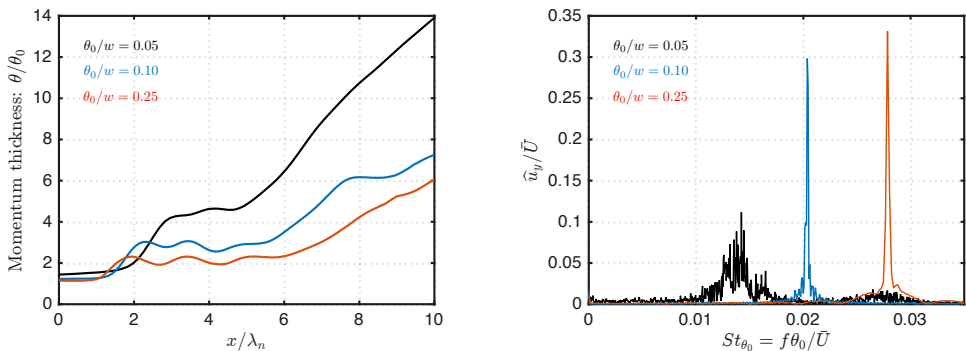 14
12
10
8
6
4
2
0
Momentum thickness: θ/θ₀
θ₀/w = 0.05
θ₀/w = 0.10
θ₀/w = 0.25
0 2 4 6 8 10
x/λₙ
0.35
0.3
0.25
0.2
0.15
0.1
0.05
0
û_y/Ū
θ₀/w = 0.05
θ₀/w = 0.10
θ₀/w = 0.25
0 0.01 0.02 0.03
St_θ₀ = fθ₀/Ū